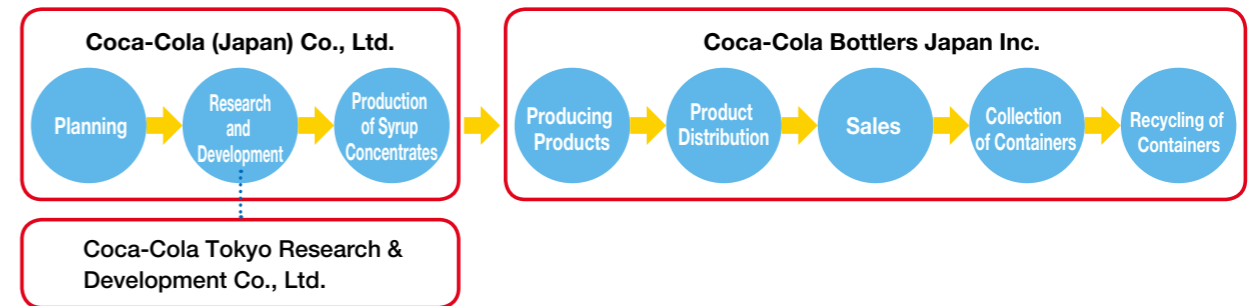 Coca-Cola (Japan) Co., Ltd.
Planning
Research
and
Development
Production
of Syrup
Concentrates
Coca-Cola Bottlers Japan Inc.
Producing
Products
Product
Distribution
Sales
Collection
of Containers
Recycling of
Containers
Coca-Cola Tokyo Research &
Development Co., Ltd.